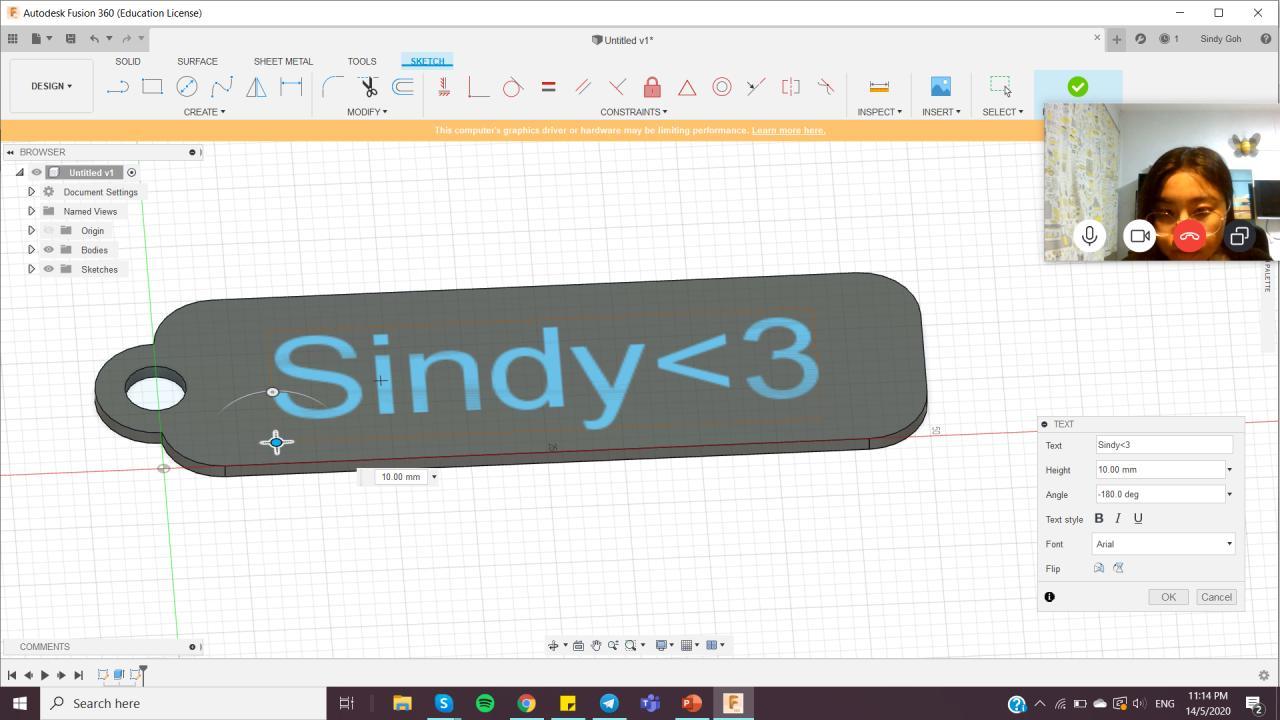 Autodesk Fusion 360 (Education License)
Untitled v1*
1
Sindy Goh
SOLID
SURFACE
SHEET METAL
TOOLS
SKETCH
DESIGN
CREATE
MODIFY
CONSTRAINTS
INSPECT
INSERT
SELECT
This computer's graphics driver or hardware may be limiting performance. Learn more here.
BROWSER
Untitled v1
Document Settings
Named Views
Origin
Bodies
Sketches
PALETTE
Sindy<3
10.00 mm
TEXT
Text
Sindy<3
Height
10.00 mm
Angle
-180.0 deg
Text style
B I U
Font
Arial
Flip
OK
Cancel
COMMENTS
Search here
ENG
11:14 PM
14/5/2020
2